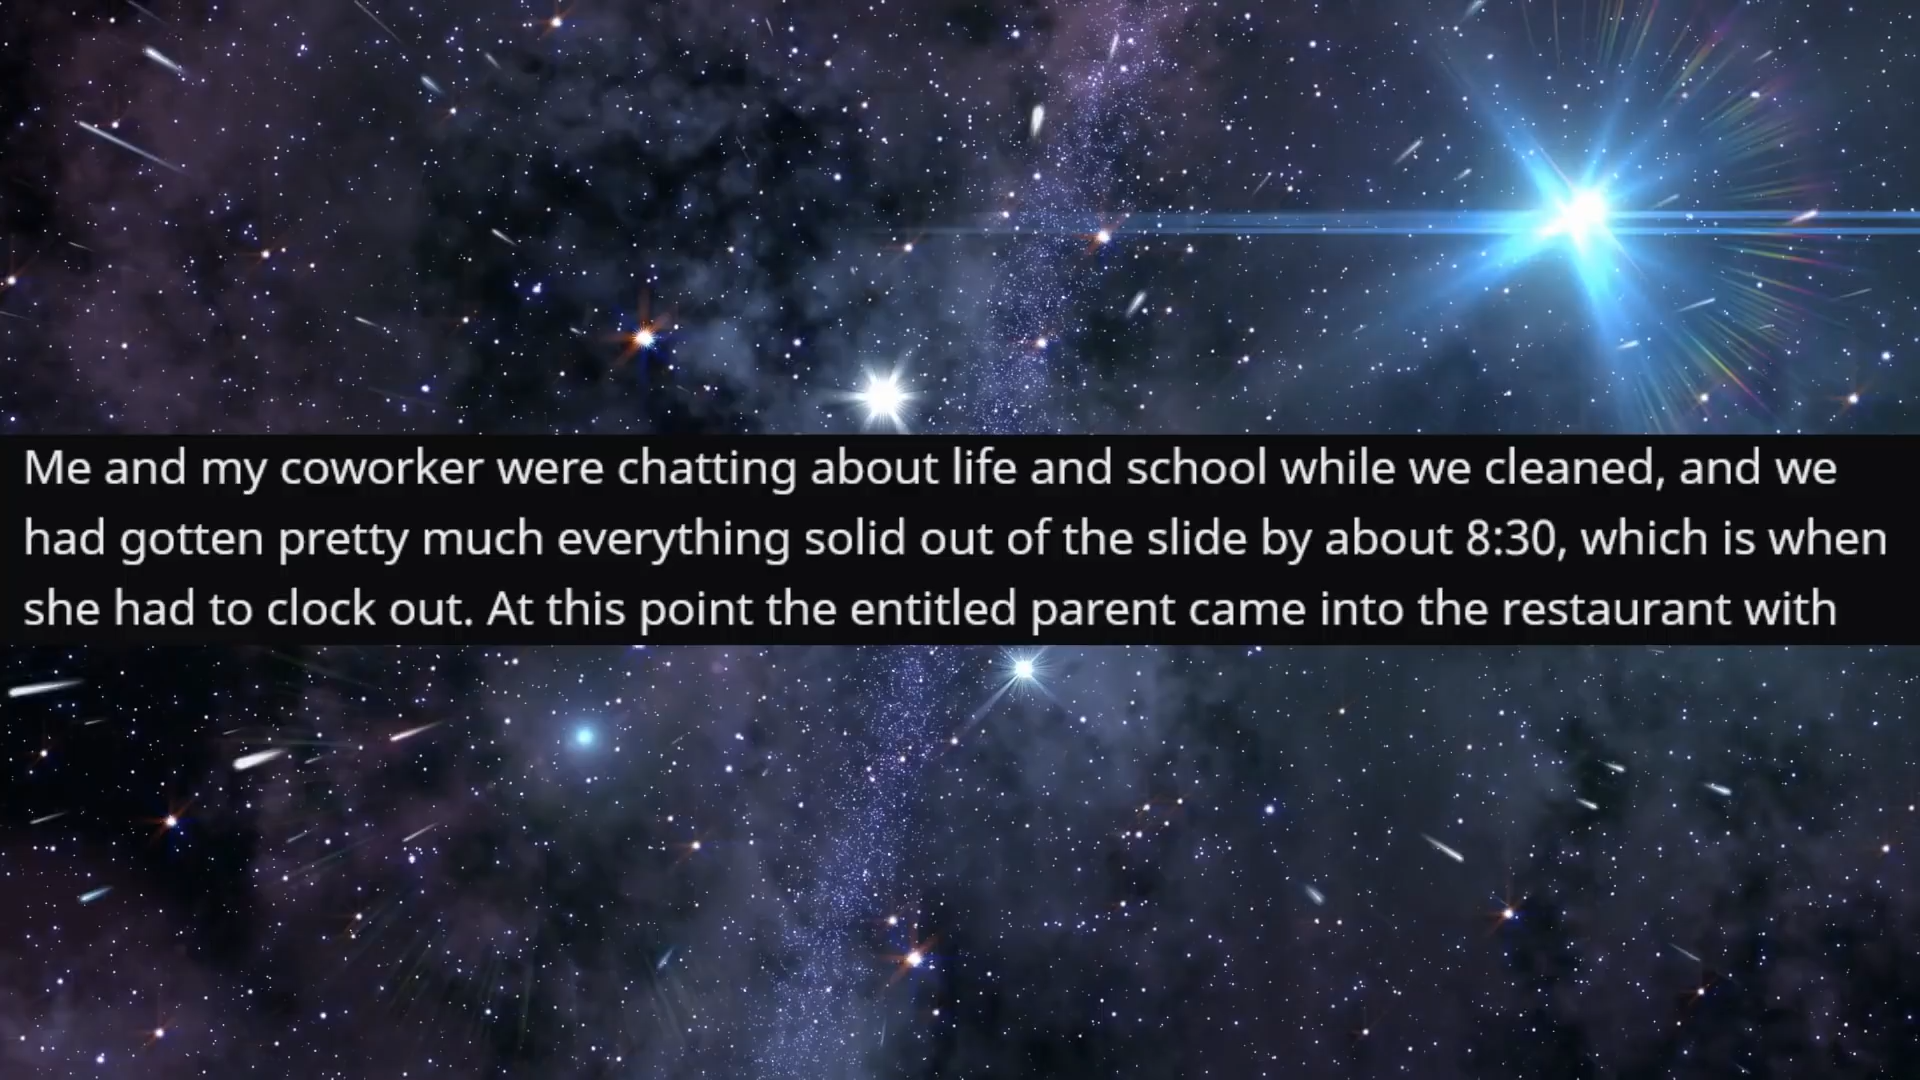 Me and my coworker were chatting about life and school while we cleaned, and we
had gotten pretty much everything solid out of the slide by about 8:30, which is when
she had to clock out. At this point the entitled parent came into the restaurant with